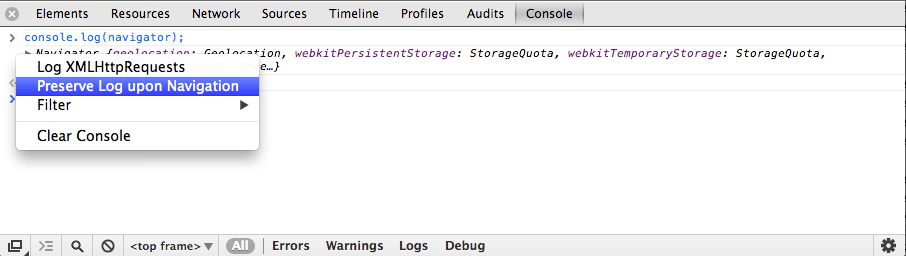 Elements Resources Network Sources Timeline Profiles Audits Console
console.log(navigator);
Navigator {geolocation: Geolocation, webkitPersistentStorage: StorageQuota, webkitTemporaryStorage: StorageQuota,
e…}
Log XMLHttpRequests
Preserve Log upon Navigation
Filter
Clear Console
<top frame> All Errors Warnings Logs Debug